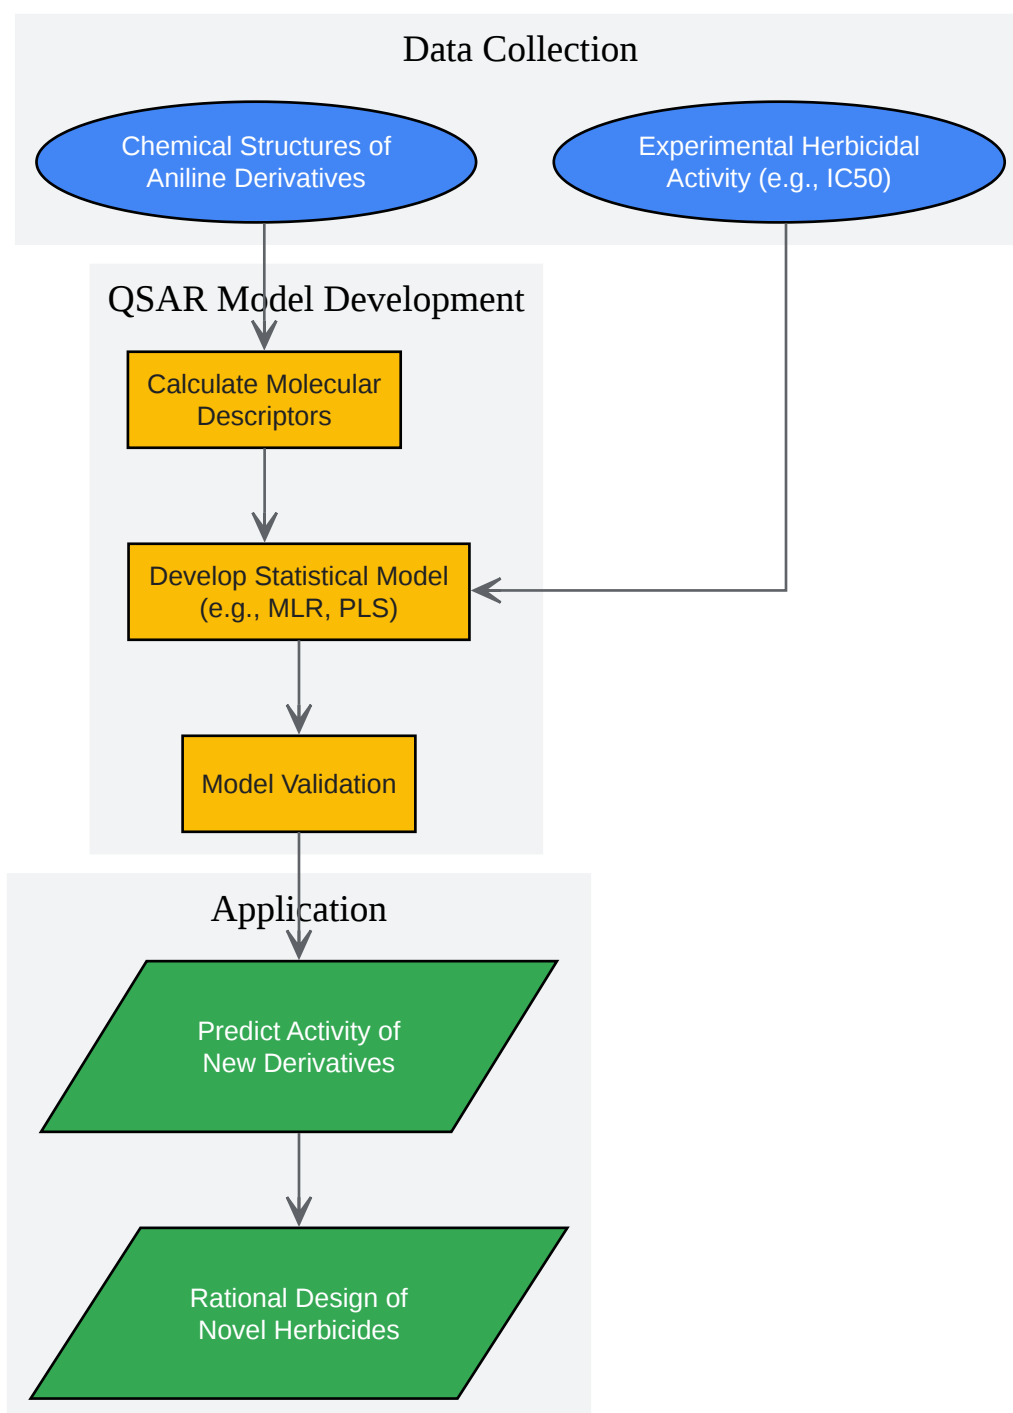 Data Collection
Chemical Structures of
Aniline Derivatives
Experimental Herbicidal
Activity (e.g., IC50)
QSAR Model Development
Calculate Molecular
Descriptors
Develop Statistical Model
(e.g., MLR, PLS)
Model Validation
Application
Predict Activity of
New Derivatives
Rational Design of
Novel Herbicides